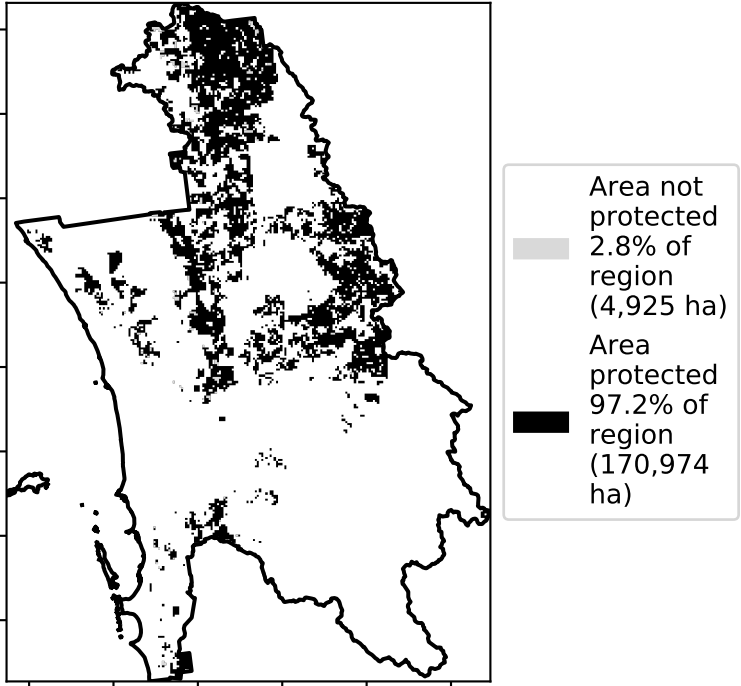 Area not
protected
2.8% of
region
(4,925 ha)
Area
protected
97.2% of
region
(170,974
ha)